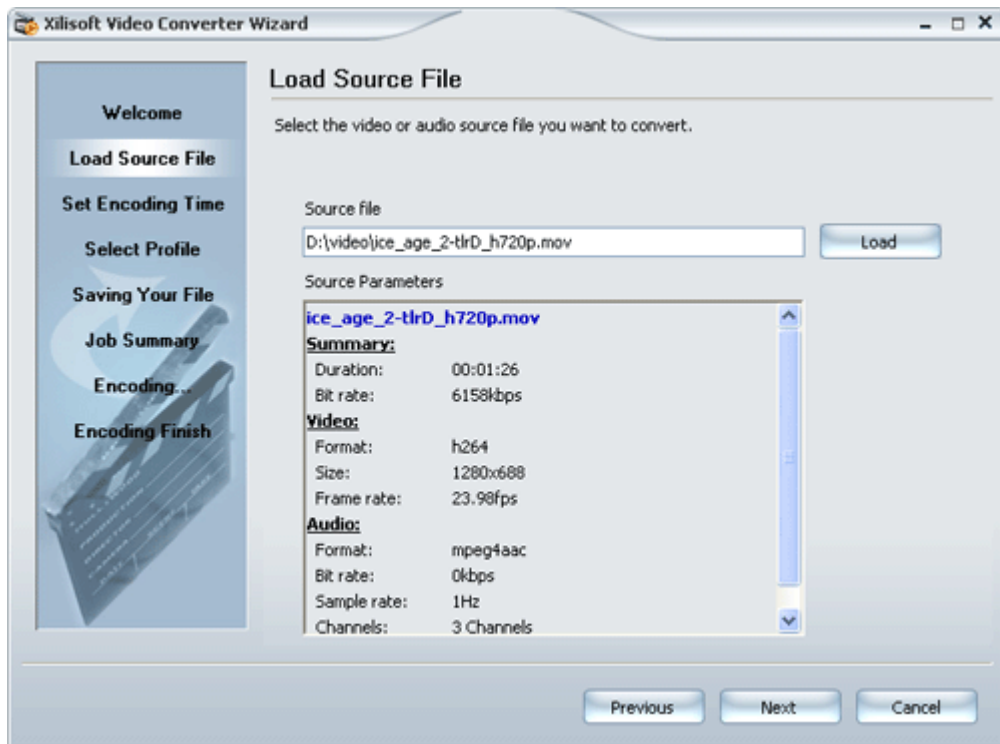 Xilisoft Video Converter Wizard
Welcome
Load Source File
Set Encoding Time
Select Profile
Saving Your File
Job Summary
Encoding...
Encoding Finish
Load Source File
Select the video or audio source file you want to convert.
Source file
D:\video\ice_age_2-tlrD_h720p.mov
Load
Source Parameters
ice_age_2-tlrD_h720p.mov
Summary:
Duration: 00:01:26
Bit rate: 6158kbps
Video:
Format: h264
Size: 1280x688
Frame rate: 23.98fps
Audio:
Format: mpeg4aac
Bit rate: 0kbps
Sample rate: 1Hz
Channels: 3 Channels
Previous
Next
Cancel